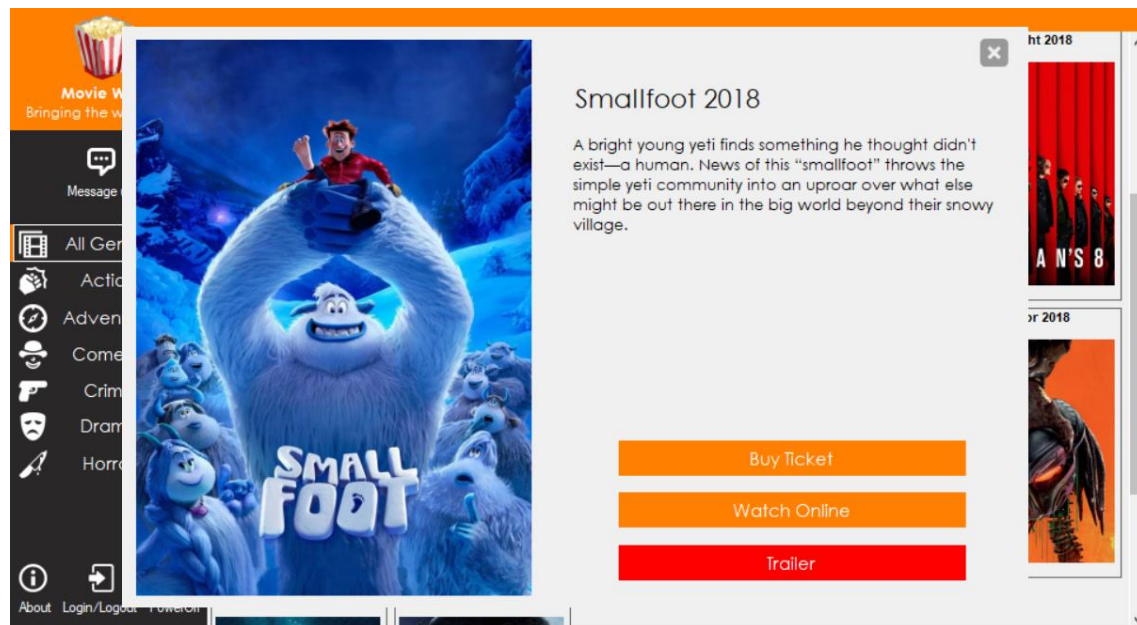 Movie W
Bringing the w
Message
All Ger
Actio
Adven
Come
Crim
Dram
Horro
About Login/Logout PowerOff
SMALL
FOOT
Smallfoot 2018
A bright young yeti finds something he thought didn't
exist—a human. News of this “smallfoot” throws the
simple yeti community into an uproar over what else
might be out there in the big world beyond their snowy
village.
Buy Ticket
Watch Online
Trailer
ht 2018
A N'S 8
or 2018